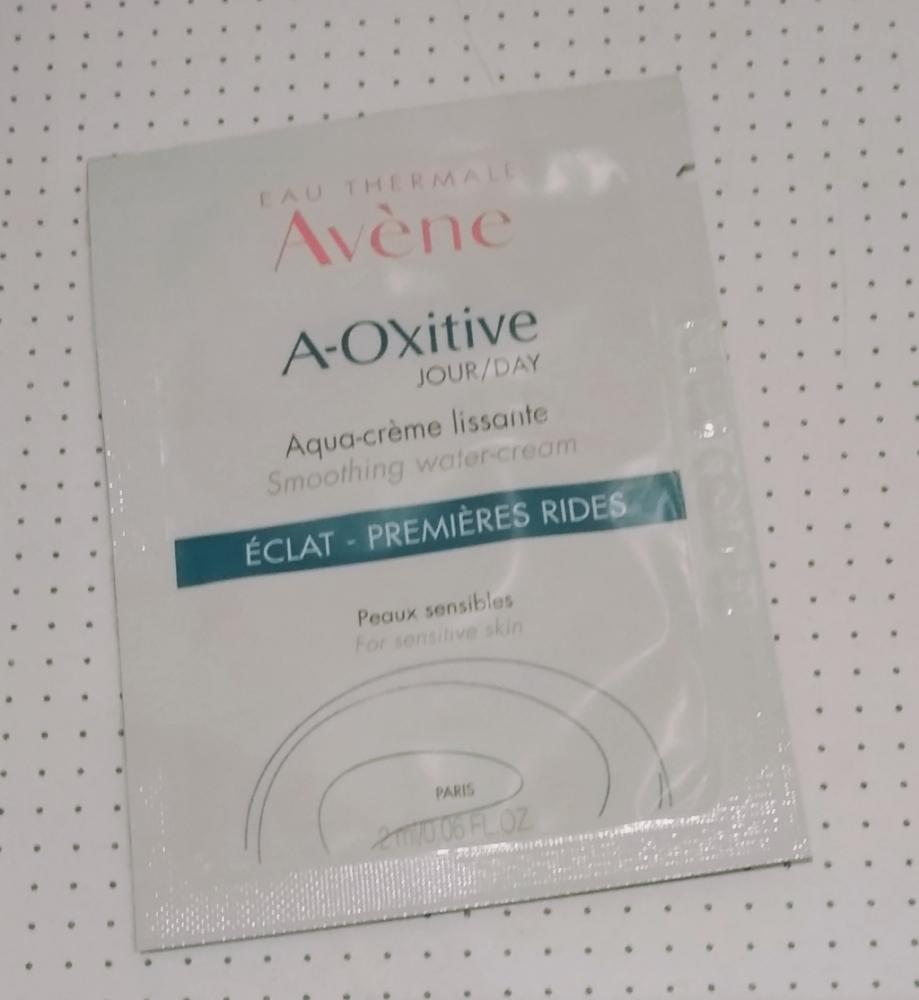 EAU THERMALE
Avène
A-OXitive
JOUR/DAY
Aqua-crème lissante
Smoothing water-cream
ÉCLAT - PREMIÈRES RIDES
Peaux sensibles
For sensitive skin
PARIS
2 ml/0.06 FL.OZ.